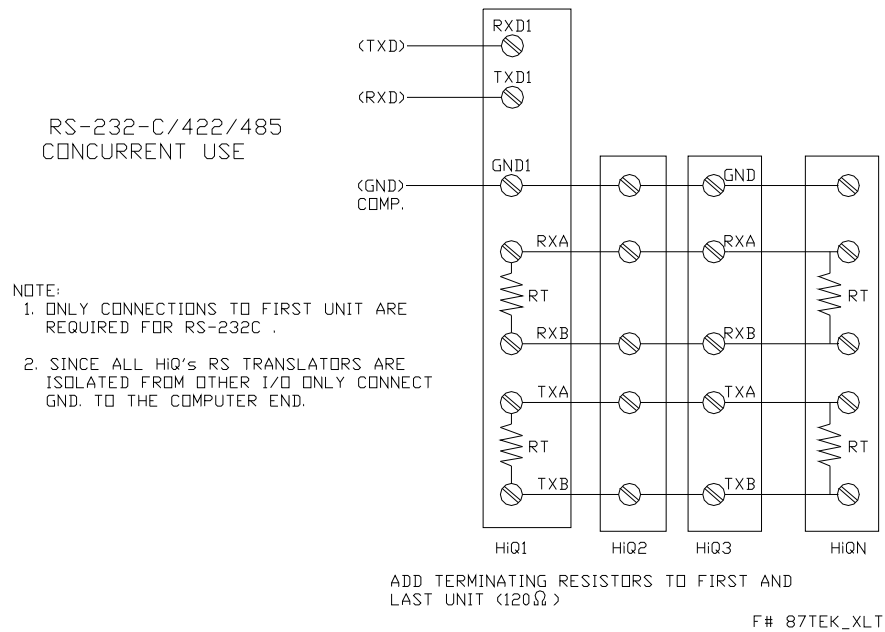 RXD1
(TXD)
TXD1
(RXD)
RS-232-C/422/485
CONCURRENT USE
GND1
GND
(GND)
COMP.
RXA
RXA
NOTE:
1. ONLY CONNECTIONS TO FIRST UNIT ARE
REQUIRED FOR RS-232C .
RT
RT
RXB
RXB
2. SINCE ALL HiQ's RS TRANSLATORS ARE
ISOLATED FROM OTHER I/O ONLY CONNECT
GND. TO THE COMPUTER END.
TXA
TXA
RT
RT
TXB
TXB
HiQ1
HiQ2
HiQ3
HiQN
ADD TERMINATING RESISTORS TO FIRST AND
LAST UNIT (120Ω)
F# 87TEK_XLT